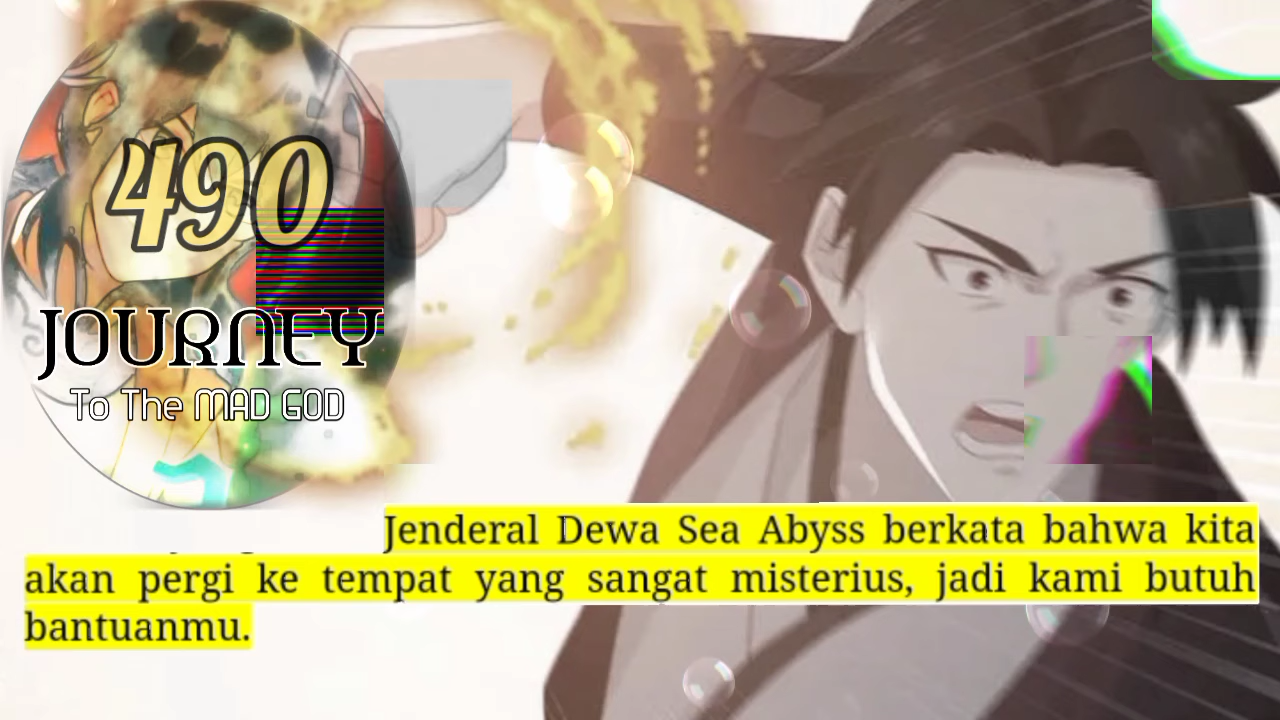 490
JOURNEY
To The MAD GOD
Jenderal Dewa Sea Abyss berkata bahwa kita
akan pergi ke tempat yang sangat misterius, jadi kami butuh
bantuanmu.